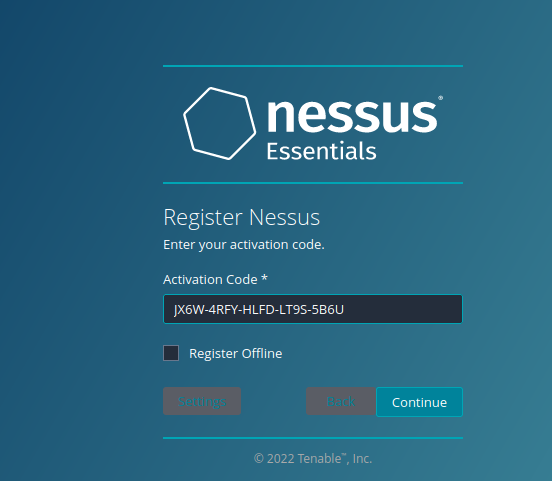 nessus®
Essentials
Register Nessus
Enter your activation code.
Activation Code *
JX6W-4RFY-HLFD-LT9S-5B6U
Register Offline
Settings Back Continue
© 2022 Tenable™, Inc.